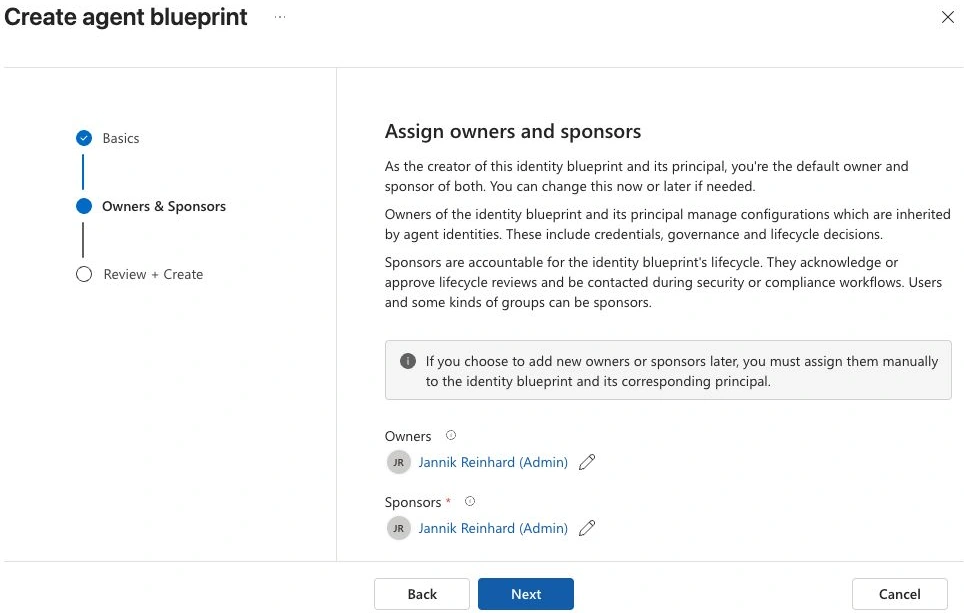 Create agent blueprint ...
Basics
Owners & Sponsors
Review + Create
Assign owners and sponsors
As the creator of this identity blueprint and its principal, you're the default owner and
sponsor of both. You can change this now or later if needed.
Owners of the identity blueprint and its principal manage configurations which are inherited
by agent identities. These include credentials, governance and lifecycle decisions.
Sponsors are accountable for the identity blueprint's lifecycle. They acknowledge or
approve lifecycle reviews and be contacted during security or compliance workflows. Users
and some kinds of groups can be sponsors.
If you choose to add new owners or sponsors later, you must assign them manually
to the identity blueprint and its corresponding principal.
Owners
JR Jannik Reinhard (Admin)
Sponsors *
JR Jannik Reinhard (Admin)
Back Next Cancel